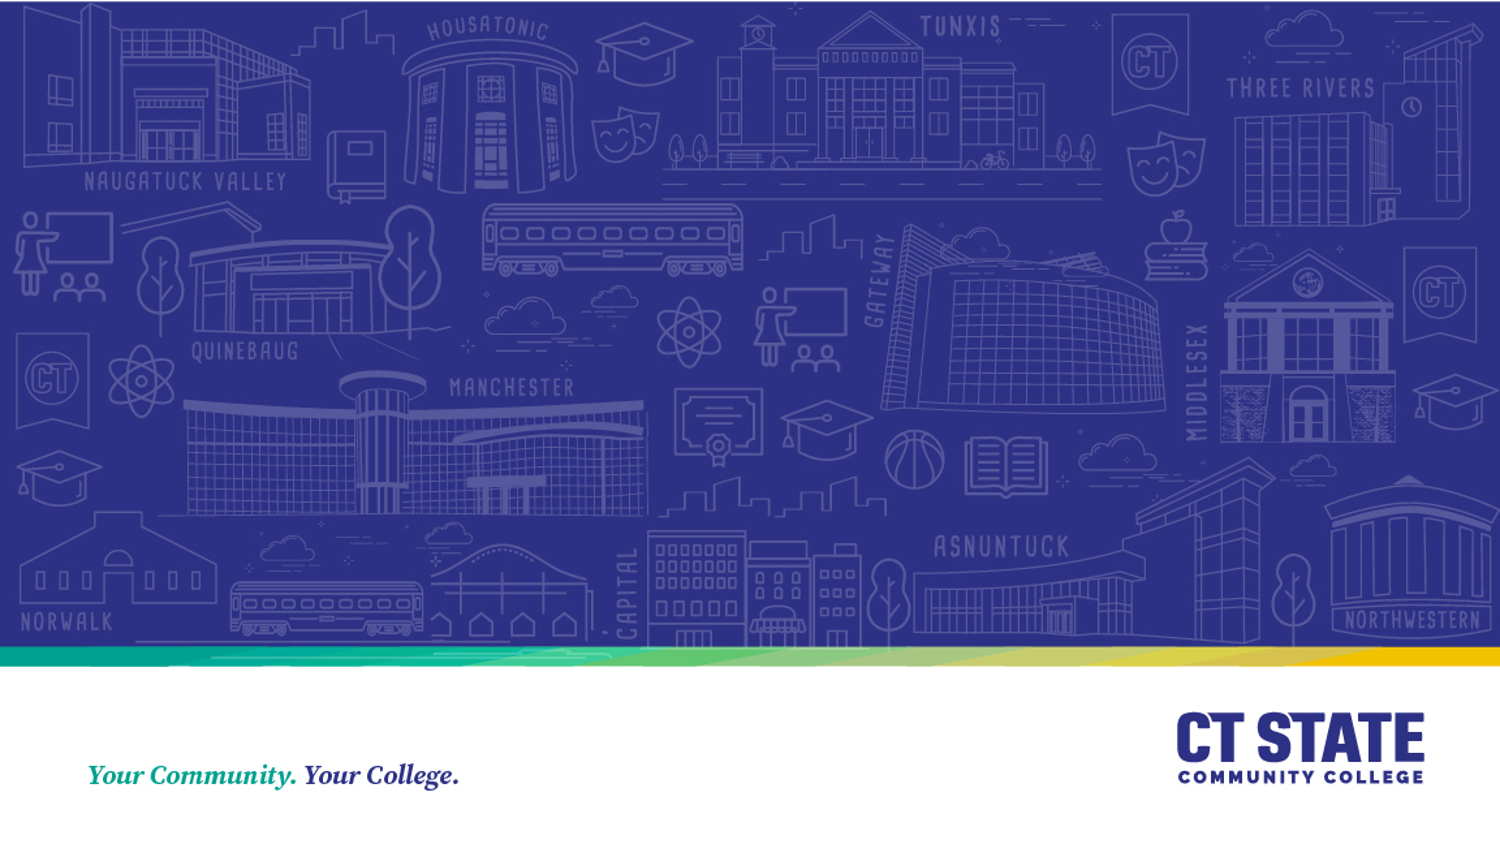 HOUSATONIC
TUNXIS
CT
THREE RIVERS
NAUGATUCK VALLEY
GATEWAY
CT
QUINEBAUG
MIDDLESEX
CT
MANCHESTER
ASNUNTUCK
CAPITAL
NORWALK
NORTHWESTERN
CT STATE
COMMUNITY COLLEGE
Your Community. Your College.